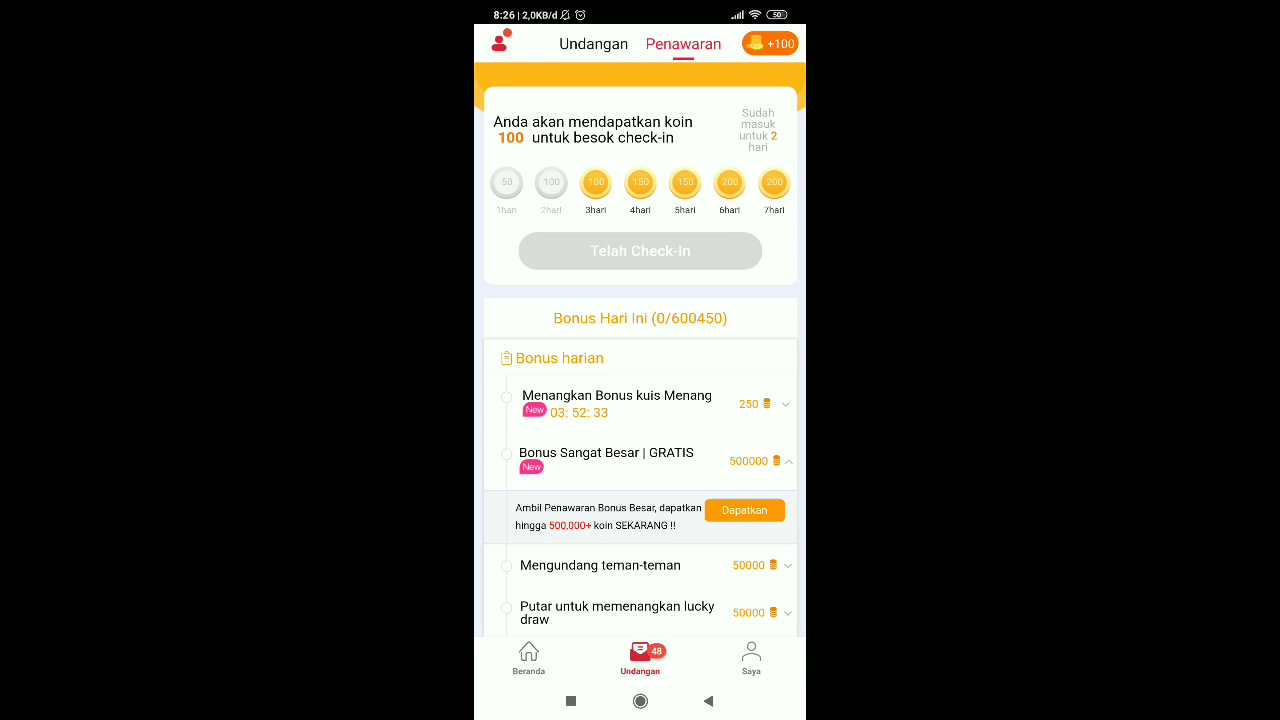 8:26 | 2,0KB/d
50
Undangan
Penawaran
+100
Anda akan mendapatkan koin
100 untuk besok check-in
Sudah
masuk
untuk 2
hari
50
100
100
150
150
200
200
1hari
2hari
3hari
4hari
5hari
6hari
7hari
Telah Check-In
Bonus Hari Ini (0/600450)
Bonus harian
Menangkan Bonus kuis Menang
New 03: 52: 33
250
Bonus Sangat Besar | GRATIS
New
500000
Ambil Penawaran Bonus Besar, dapatkan
hingga 500,000+ koin SEKARANG !!
Dapatkan
Mengundang teman-teman
50000
Putar untuk memenangkan lucky
draw
50000
48
Beranda
Undangan
Saya